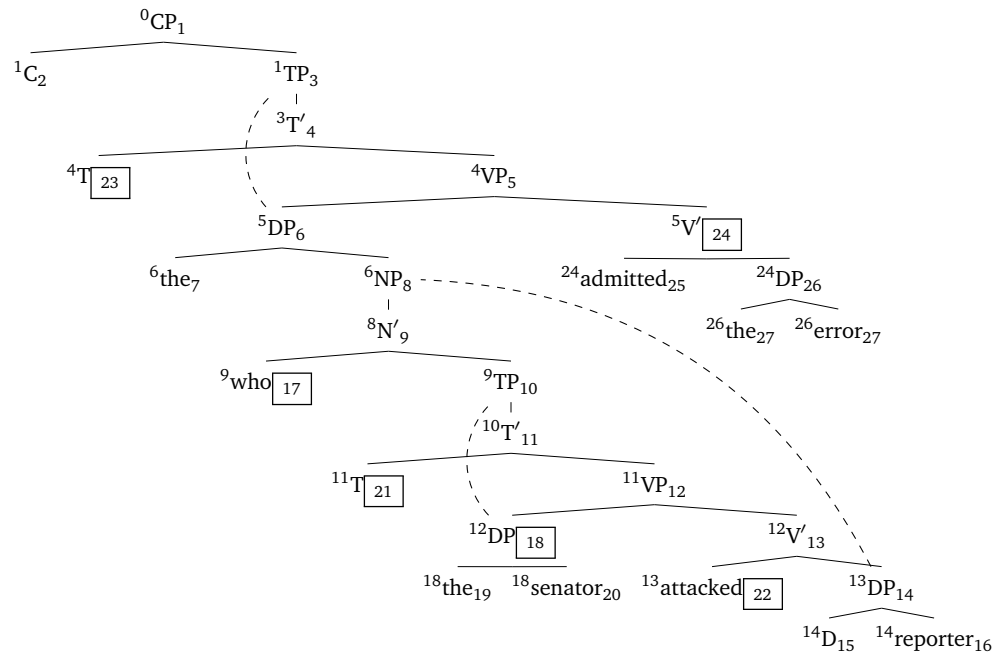 ⁰CP₁
¹C₂ ¹TP₃
³T′₄
⁴T 23 ⁴VP₅
⁵DP₆ ⁵V′ 24
⁶the₇ ⁶NP₈ ²⁴admitted₂₅ ²⁴DP₂₆
⁸N′₉ ²⁶the₂₇ ²⁶error₂₇
⁹who 17 ⁹TP₁₀
¹⁰T′₁₁
¹¹T 21 ¹¹VP₁₂
¹²DP 18 ¹²V′₁₃
¹⁸the₁₉ ¹⁸senator₂₀ ¹³attacked 22 ¹³DP₁₄
¹⁴D₁₅ ¹⁴reporter₁₆